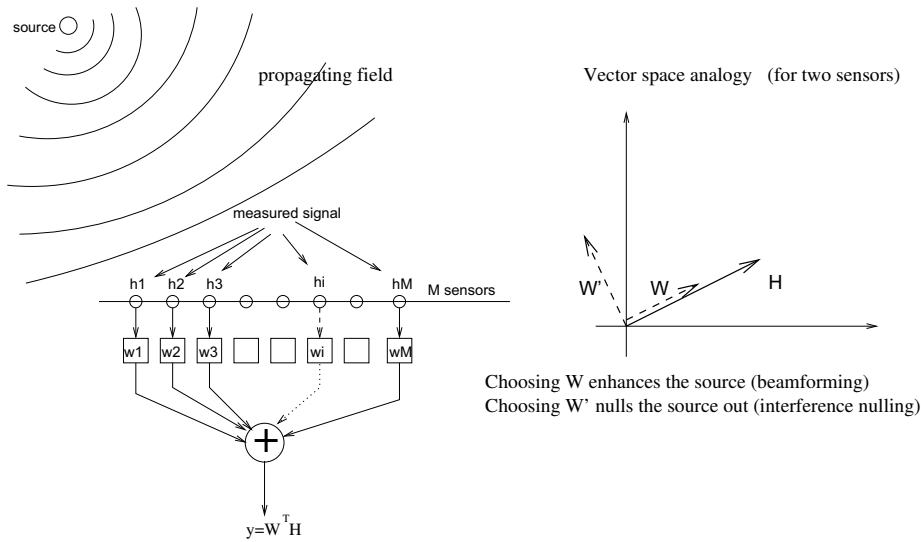 source
propagating field
Vector space analogy (for two sensors)
measured signal
h1 h2 h3 hi hM
M sensors
w1 w2 w3 wi wM
+
y=W^T H
W' W H
Choosing W enhances the source (beamforming)
Choosing W' nulls the source out (interference nulling)